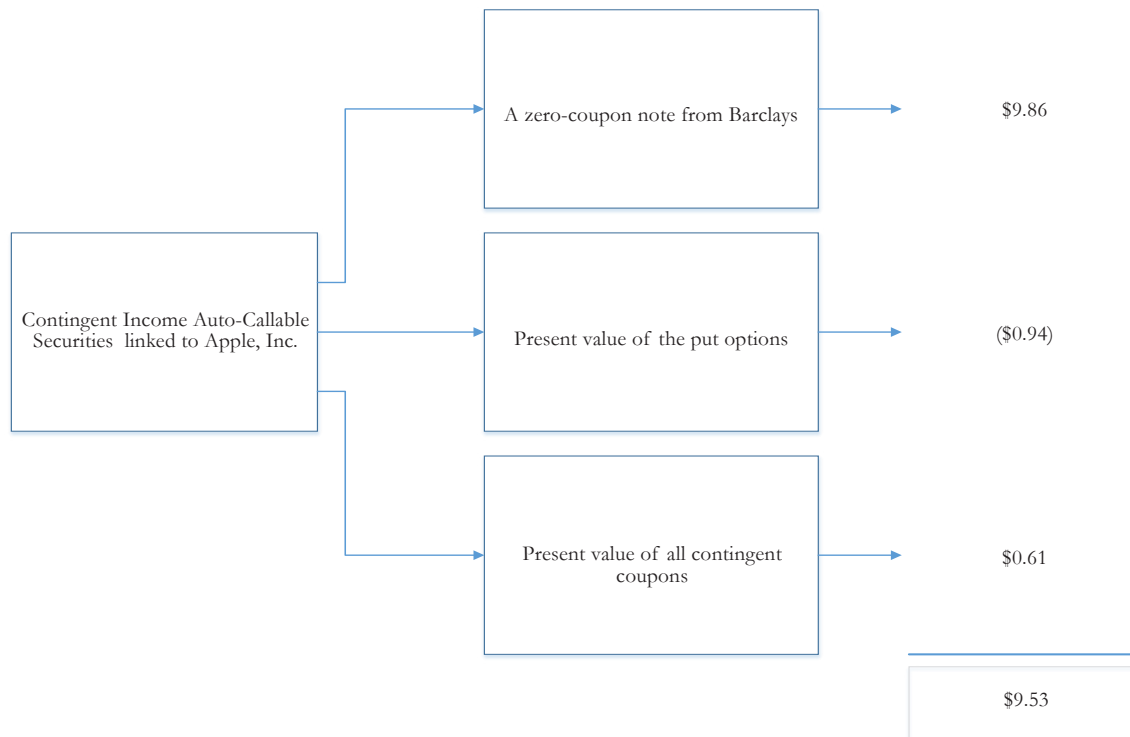 A zero-coupon note from Barclays
$9.86
Contingent Income Auto-Callable
Securities linked to Apple, Inc.
Present value of the put options
($0.94)
Present value of all contingent
coupons
$0.61
$9.53